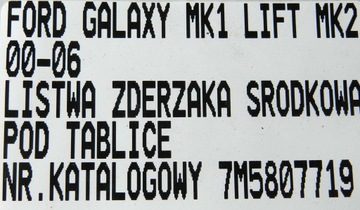 FORD GALAXY MK1 LIFT MK2
00-06
LISTWA ZDERZAKA SRODKOWA
POD TABLICE
NR.KATALOGOWY 7M5807719